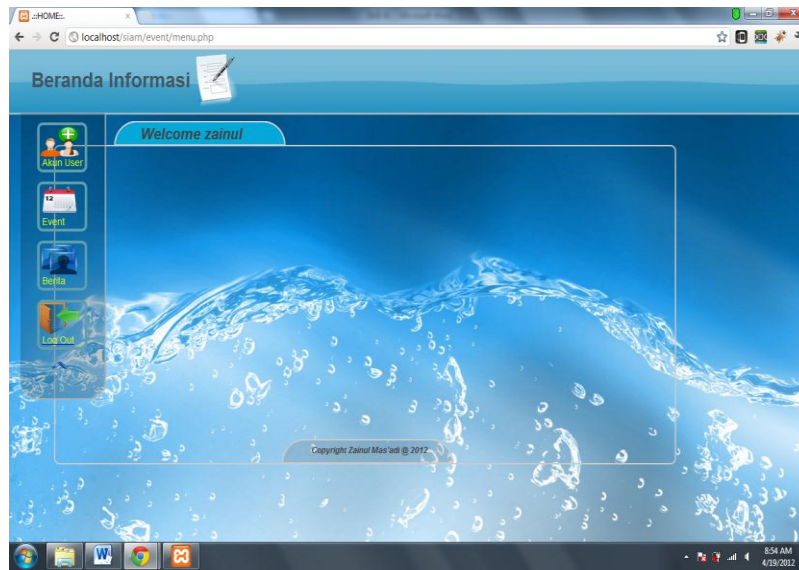 .::HOME::.
localhost/siam/event/menu.php
Beranda Informasi
Welcome zainul
Akun User
12
Event
Berita
Log Out
Copyright Zainul Mas'adi @ 2012
8:54 AM
4/19/2012